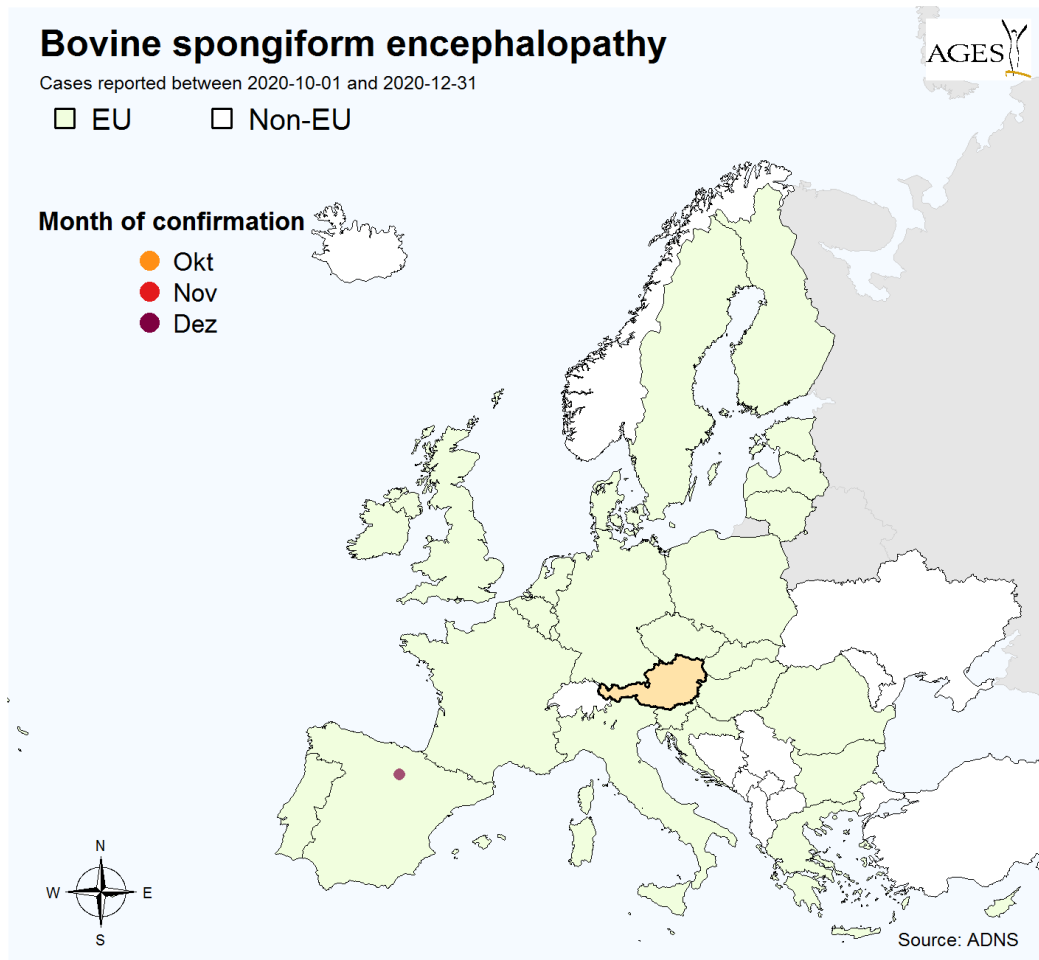 Bovine spongiform encephalopathy
Cases reported between 2020-10-01 and 2020-12-31
EU
Non-EU
AGES
Month of confirmation
Okt
Nov
Dez
N
W E
S
Source: ADNS